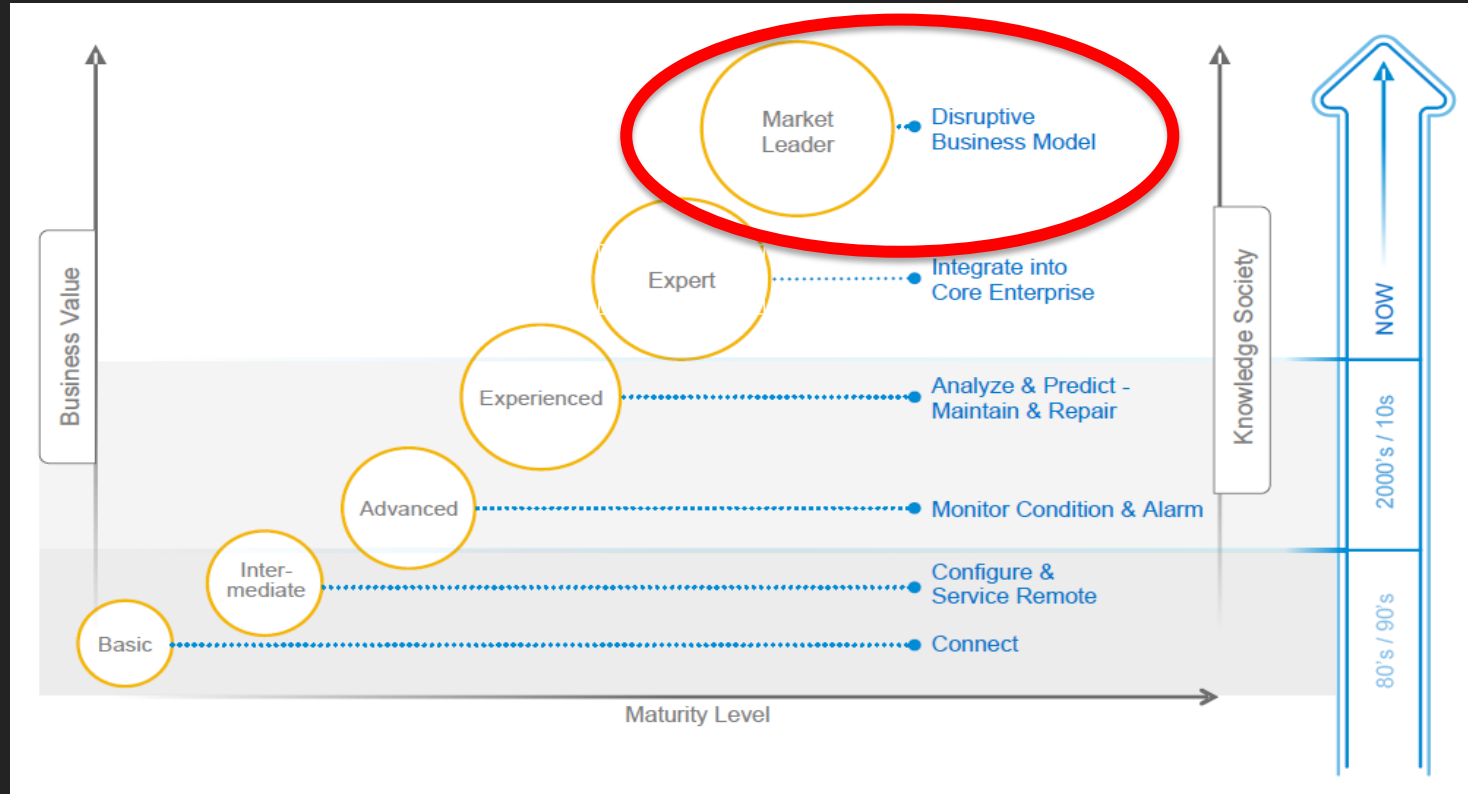 Market
Leader
Disruptive
Business Model
Expert
Integrate into
Core Enterprise
Experienced
Analyze & Predict -
Maintain & Repair
Advanced
Monitor Condition & Alarm
Inter-
mediate
Configure &
Service Remote
Basic
Connect
Business Value
Maturity Level
Knowledge Society
NOW
2000's / 10s
80's / 90's